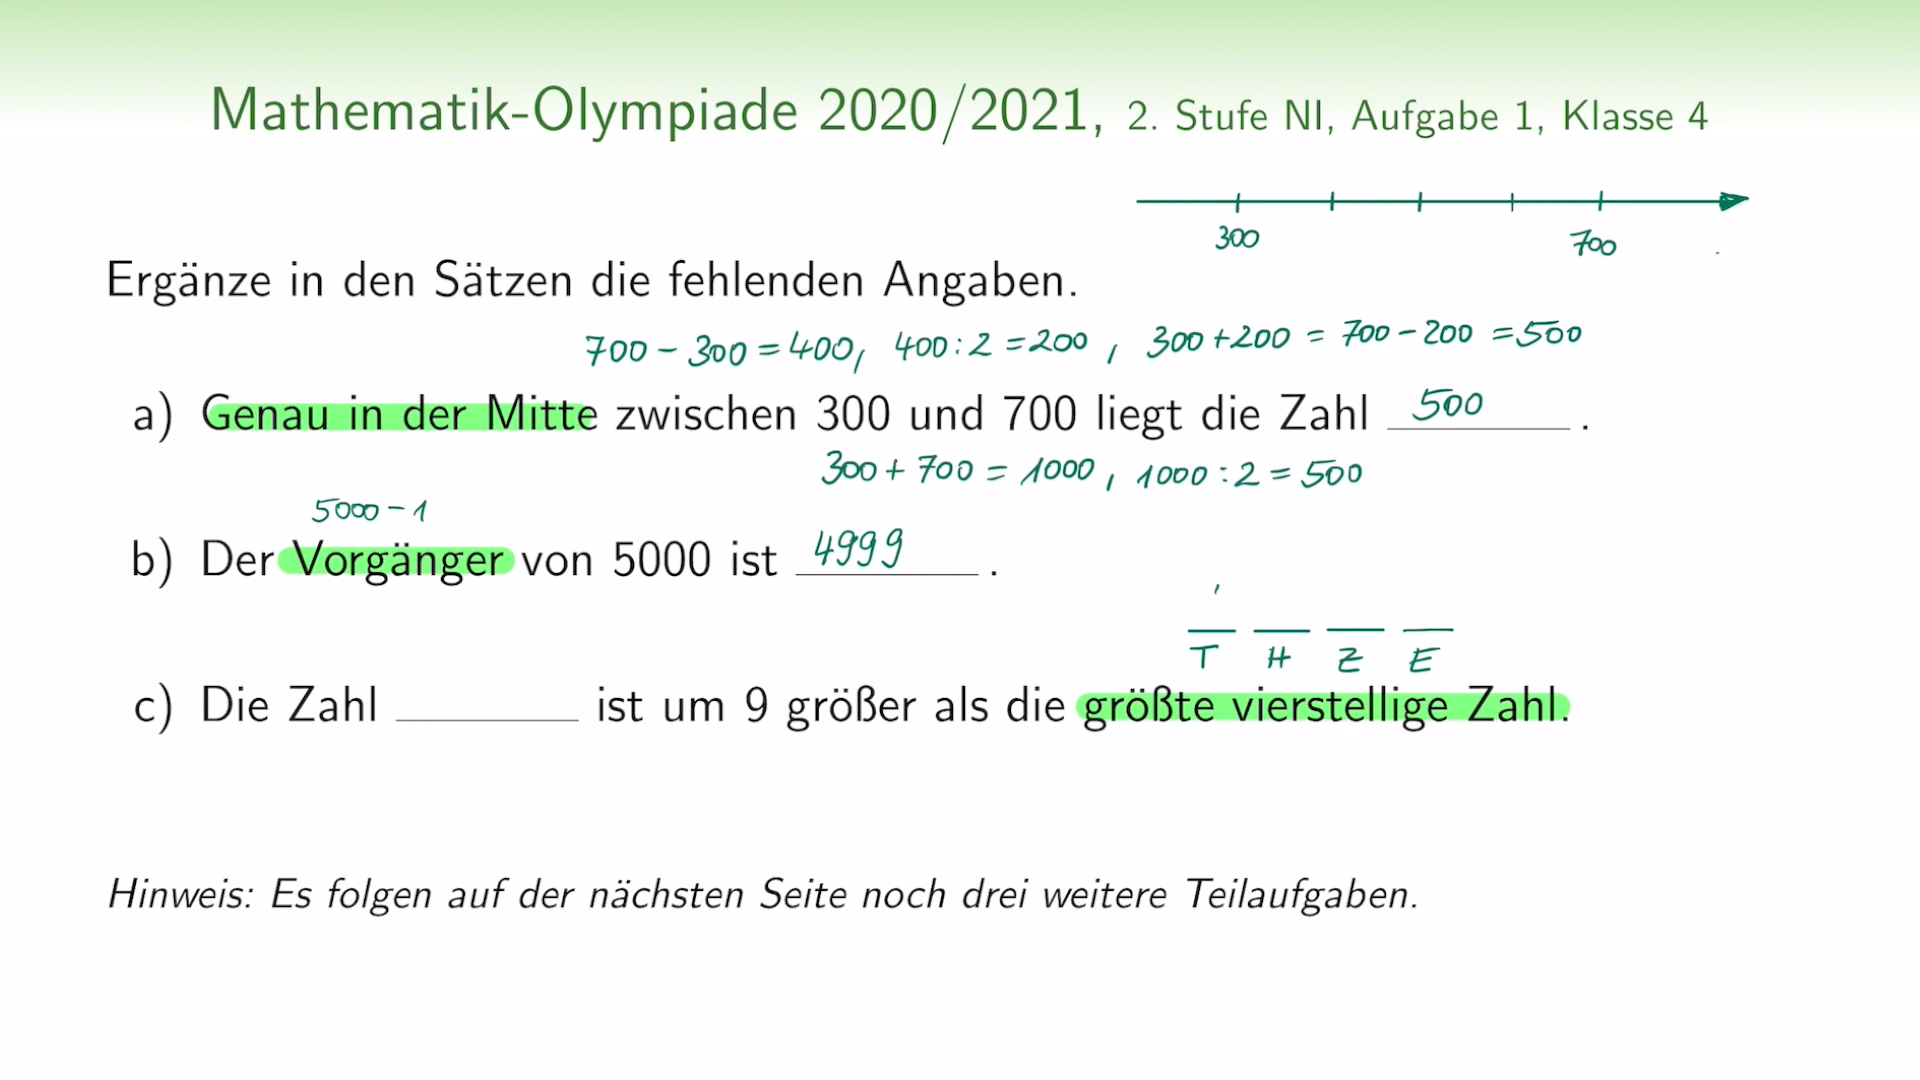 Mathematik-Olympiade 2020/2021, 2. Stufe NI, Aufgabe 1, Klasse 4
300 700
Ergänze in den Sätzen die fehlenden Angaben.
700 - 300 = 400, 400 : 2 = 200, 300 + 200 = 700 - 200 = 500
a) Genau in der Mitte zwischen 300 und 700 liegt die Zahl 500.
300 + 700 = 1000, 1000 : 2 = 500
5000 - 1
b) Der Vorgänger von 5000 ist 4999.
T H Z E
c) Die Zahl ________ ist um 9 größer als die größte vierstellige Zahl.
Hinweis: Es folgen auf der nächsten Seite noch drei weitere Teilaufgaben.